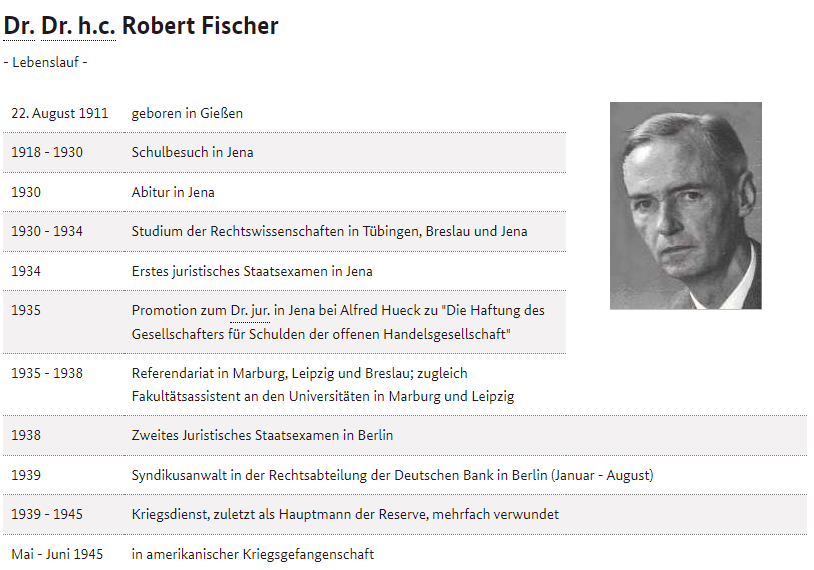 Dr. Dr. h.c. Robert Fischer
- Lebenslauf -
22. August 1911 geboren in Gießen
1918 - 1930 Schulbesuch in Jena
1930 Abitur in Jena
1930 - 1934 Studium der Rechtswissenschaften in Tübingen, Breslau und Jena
1934 Erstes juristisches Staatsexamen in Jena
1935 Promotion zum Dr. jur. in Jena bei Alfred Hueck zu "Die Haftung des
Gesellschafters für Schulden der offenen Handelsgesellschaft"
1935 - 1938 Referendariat in Marburg, Leipzig und Breslau; zugleich
Fakultätsassistent an den Universitäten in Marburg und Leipzig
1938 Zweites Juristisches Staatsexamen in Berlin
1939 Syndikusanwalt in der Rechtsabteilung der Deutschen Bank in Berlin (Januar - August)
1939 - 1945 Kriegsdienst, zuletzt als Hauptmann der Reserve, mehrfach verwundet
Mai - Juni 1945 in amerikanischer Kriegsgefangenschaft